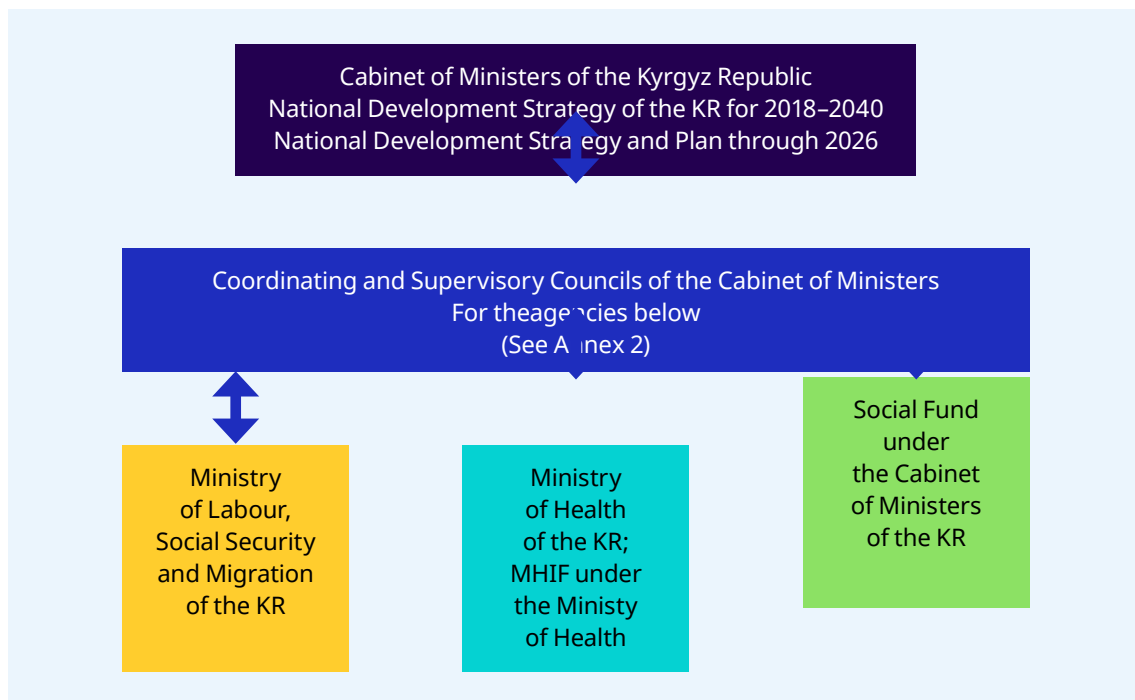 Cabinet of Ministers of the Kyrgyz Republic
National Development Strategy of the KR for 2018–2040
National Development Strategy and Plan through 2026
Coordinating and Supervisory Councils of the Cabinet of Ministers
For theagencies below
(See Annex 2)
Ministry
of Labour,
Social Security
and Migration
of the KR
Ministry
of Health
of the KR;
MHIF under
the Ministy
of Health
Social Fund
under
the Cabinet
of Ministers
of the KR